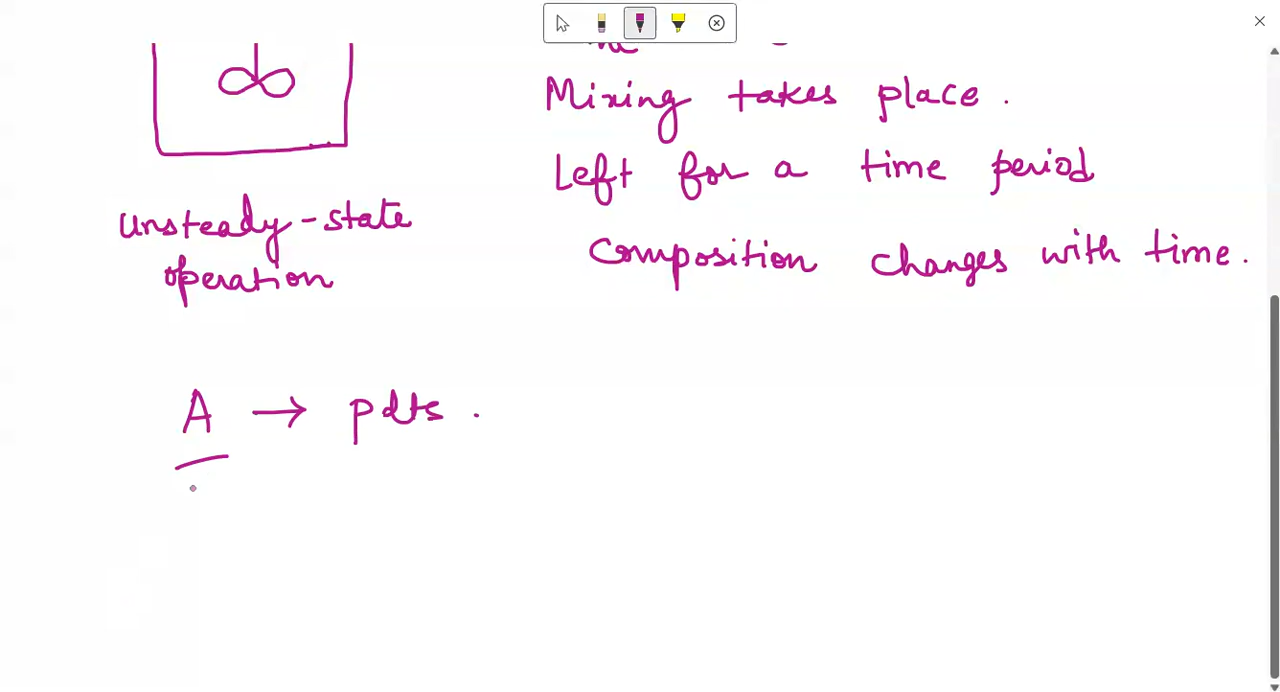 Mixing takes place.
Left for a time period
Composition changes with time.
Unsteady-state
operation
A → pdts.